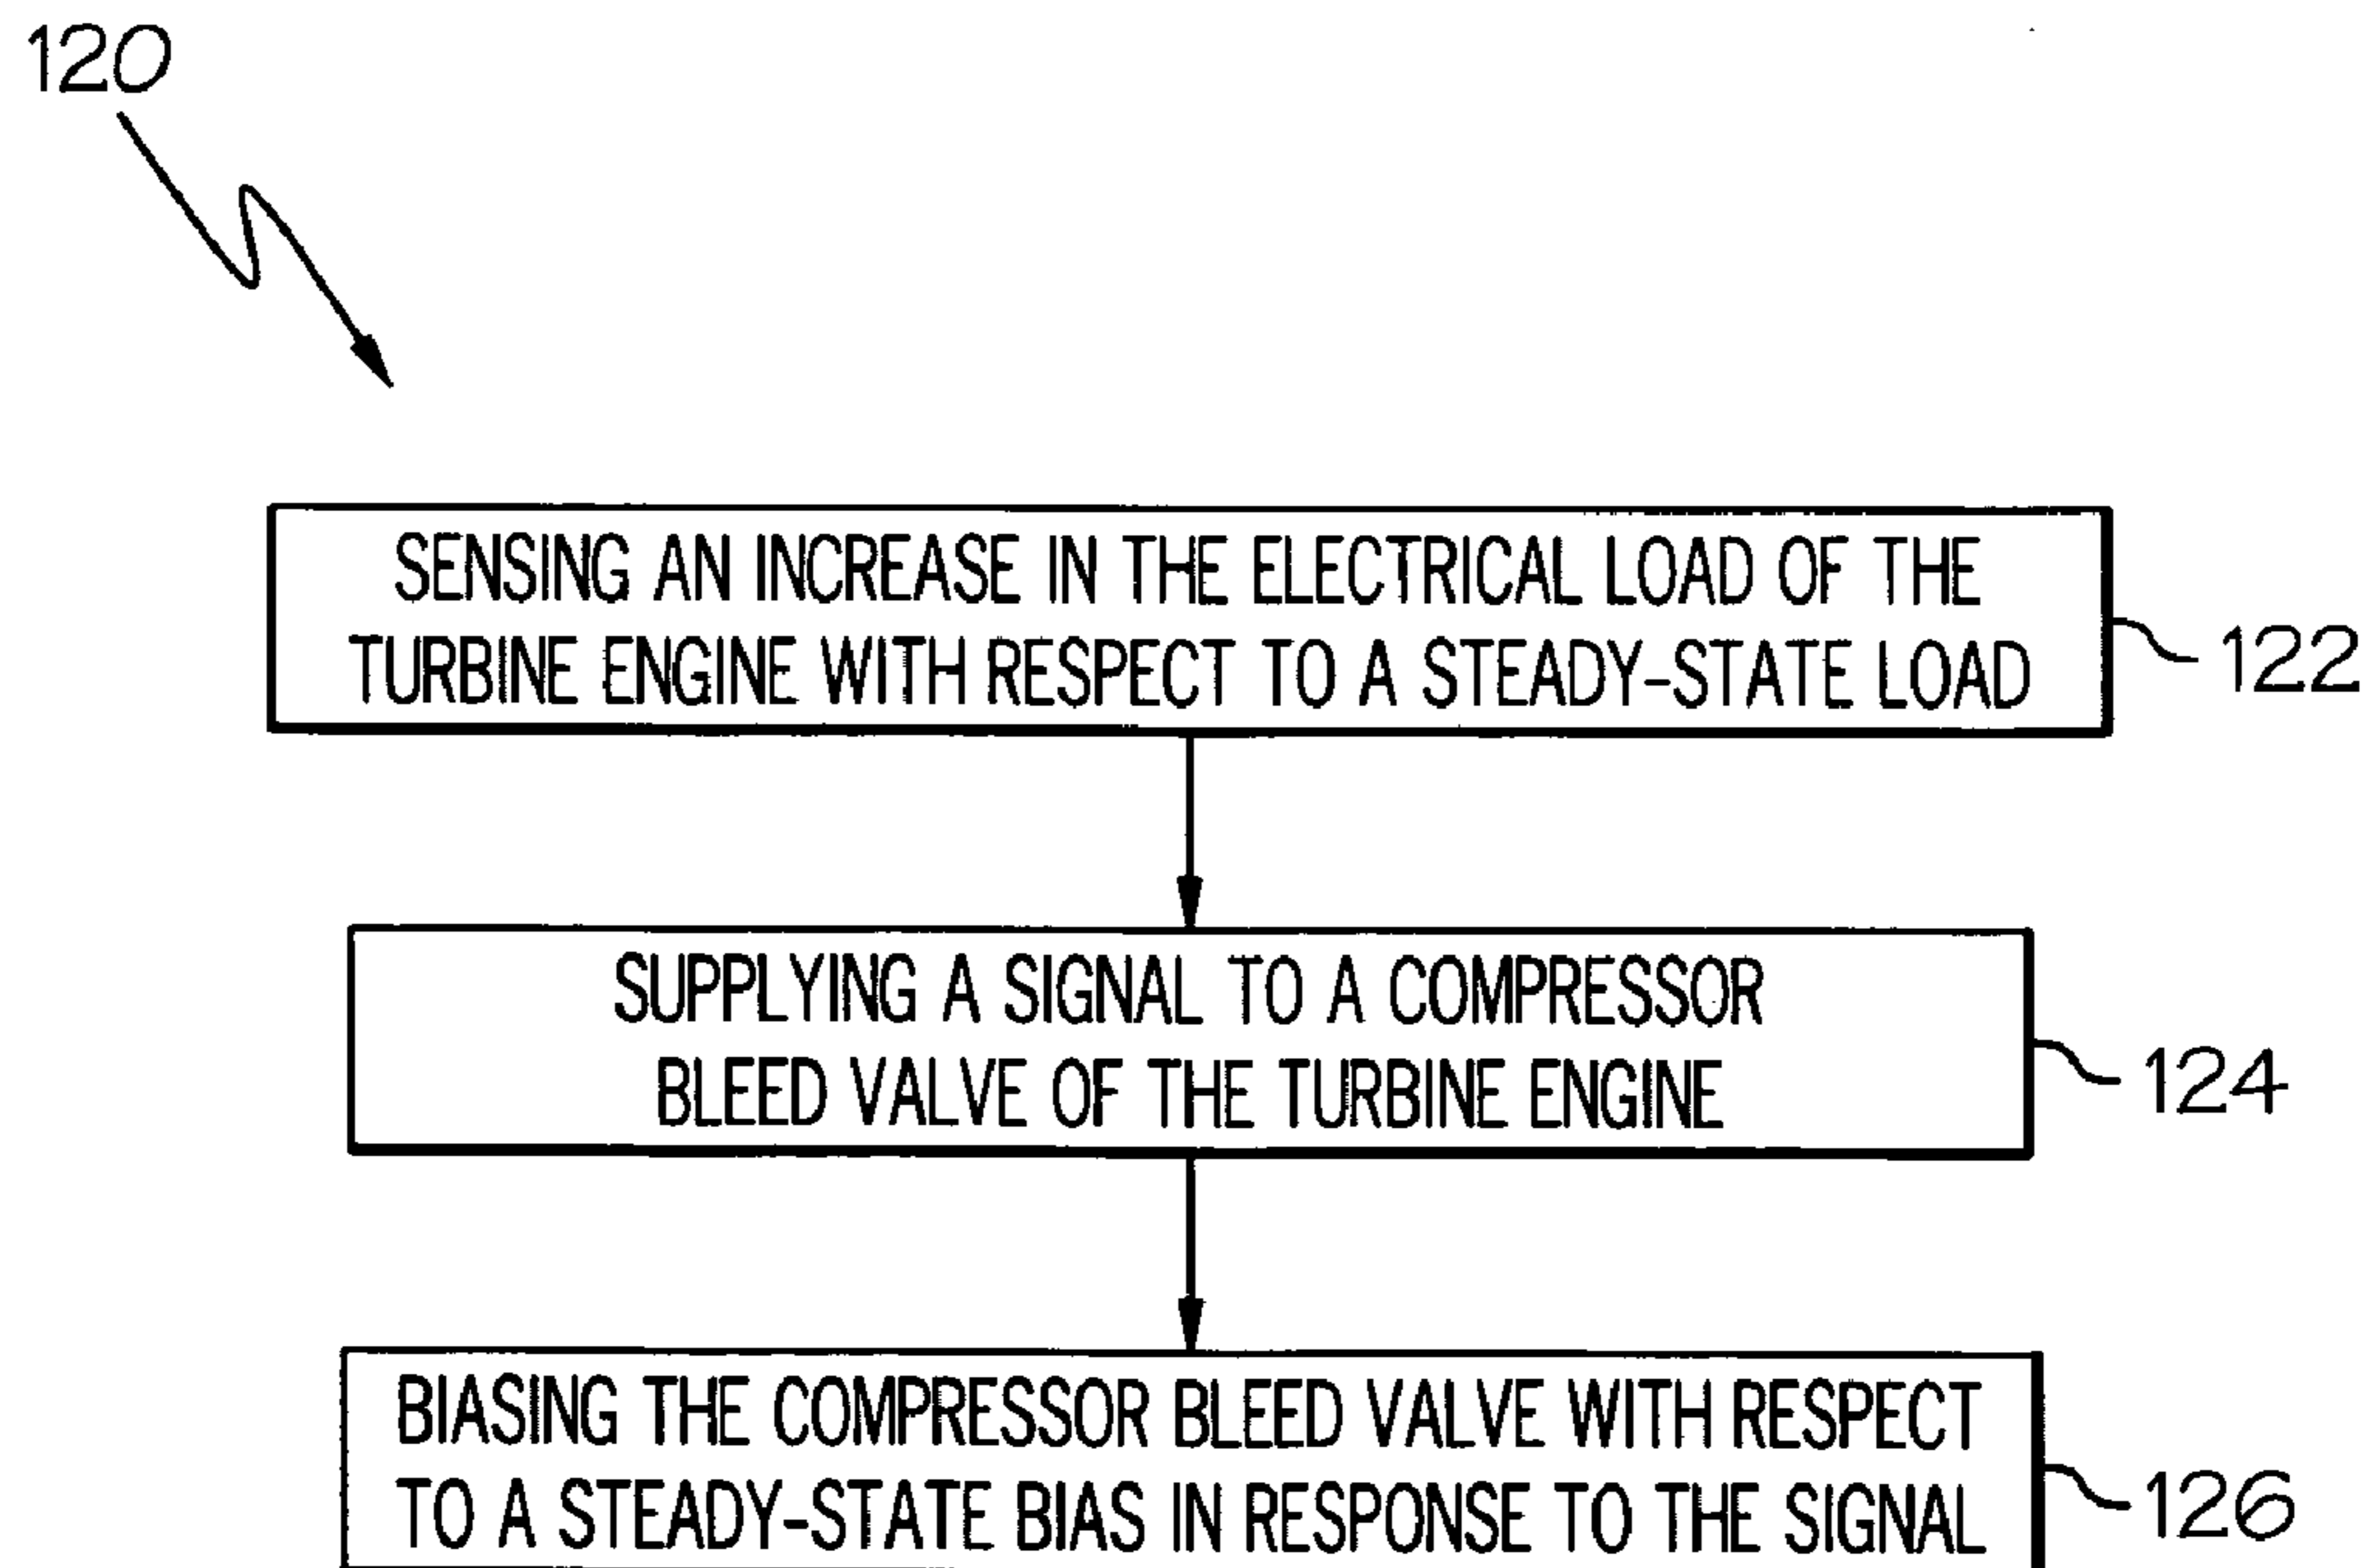 120
SENSING AN INCREASE IN THE ELECTRICAL LOAD OF THE
TURBINE ENGINE WITH RESPECT TO A STEADY-STATE LOAD
122
SUPPLYING A SIGNAL TO A COMPRESSOR
BLEED VALVE OF THE TURBINE ENGINE
124
BIASING THE COMPRESSOR BLEED VALVE WITH RESPECT
TO A STEADY-STATE BIAS IN RESPONSE TO THE SIGNAL
126